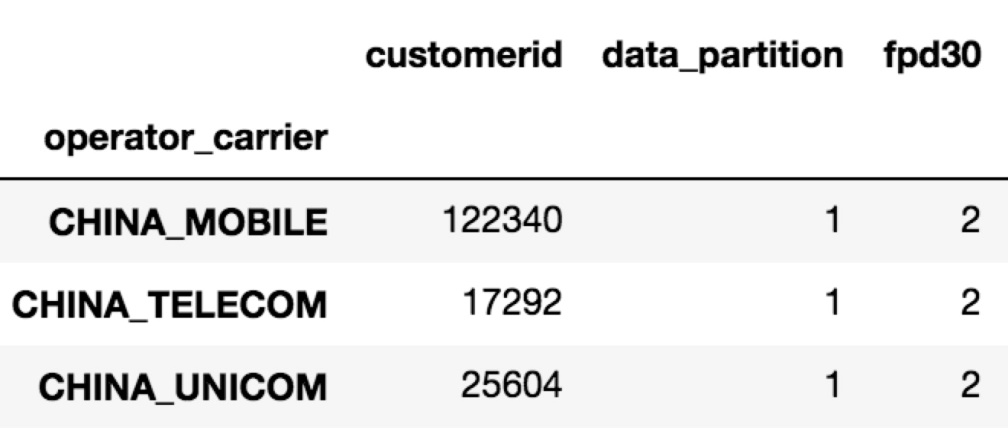 customerid data_partition fpd30
operator_carrier
CHINA_MOBILE 122340 1 2
CHINA_TELECOM 17292 1 2
CHINA_UNICOM 25604 1 2